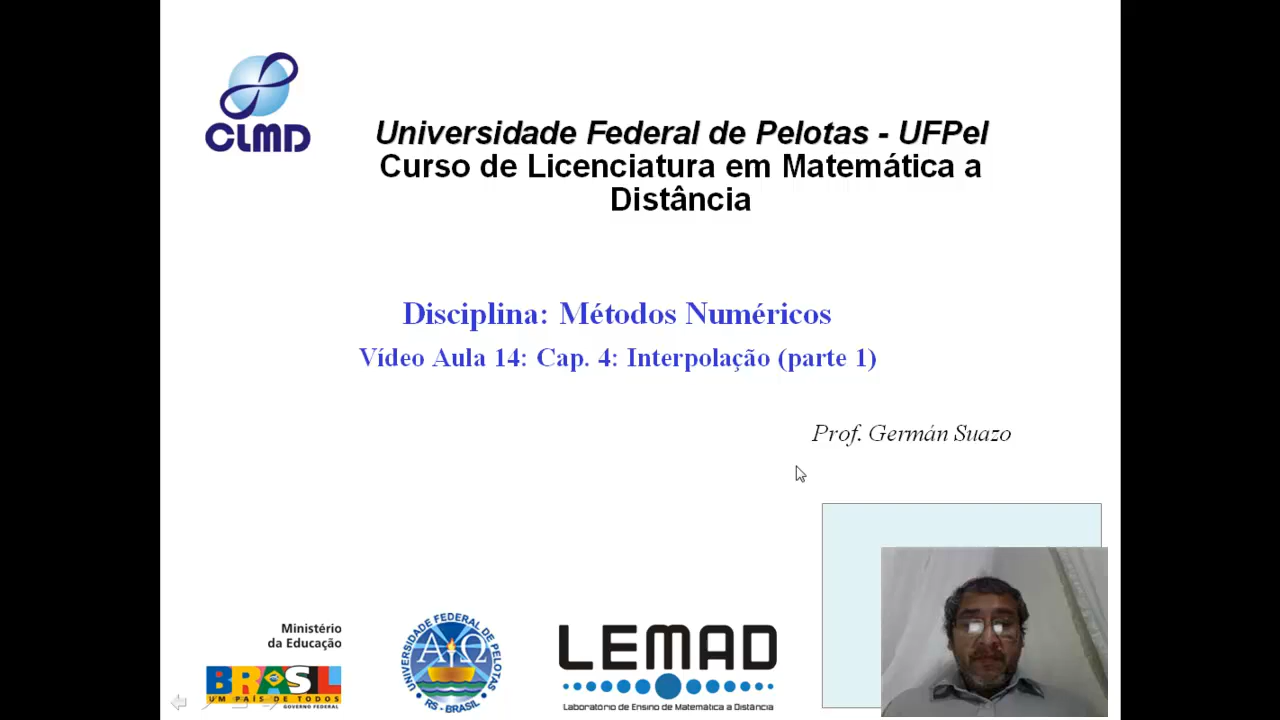 CLMD
Universidade Federal de Pelotas - UFPel
Curso de Licenciatura em Matemática a
Distância
Disciplina: Métodos Numéricos
Vídeo Aula 14: Cap. 4: Interpolação (parte 1)
Prof. Germán Suazo
Ministério
da Educação
BRASIL
UM PAÍS DE TODOS
GOVERNO FEDERAL
UNIVERSIDADE FEDERAL DE PELOTAS
ΑΩ
RS - BRASIL
LEMAD
Laboratório de Ensino de Matemática a Distância